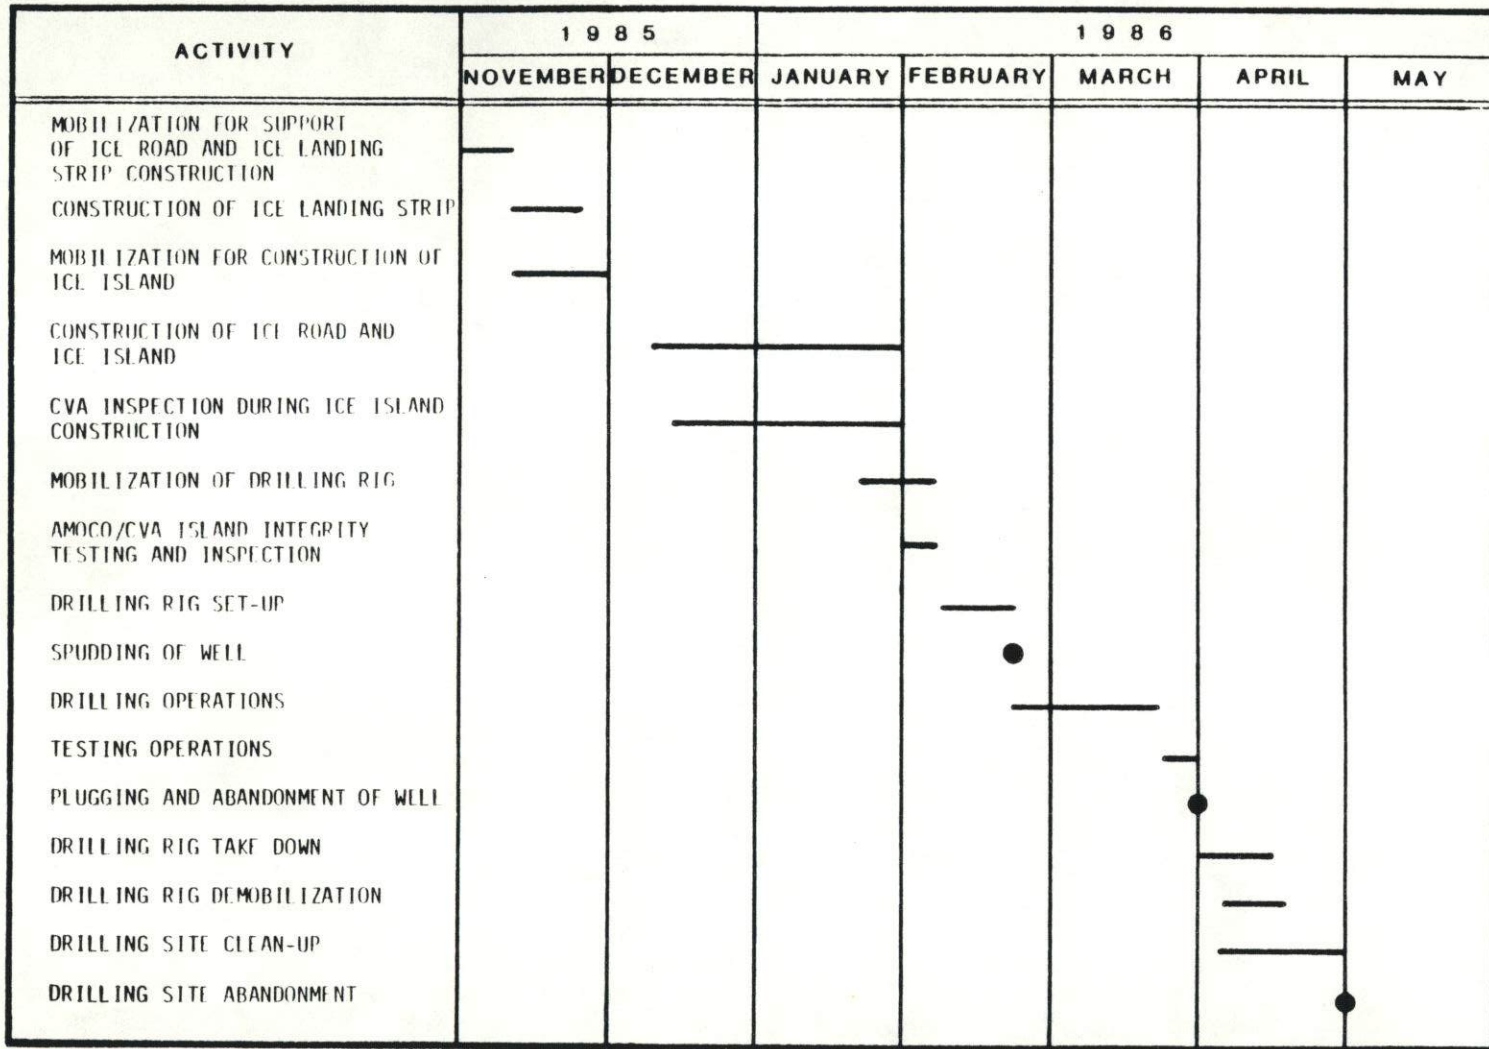 ACTIVITY
1985
1986
NOVEMBER
DECEMBER
JANUARY
FEBRUARY
MARCH
APRIL
MAY
MOBILIZATION FOR SUPPORT
OF ICE ROAD AND ICE LANDING
STRIP CONSTRUCTION
CONSTRUCTION OF ICE LANDING STRIP
MOBILIZATION FOR CONSTRUCTION OF
ICE ISLAND
CONSTRUCTION OF ICE ROAD AND
ICE ISLAND
CVA INSPECTION DURING ICE ISLAND
CONSTRUCTION
MOBILIZATION OF DRILLING RIG
AMOCO/CVA ISLAND INTEGRITY
TESTING AND INSPECTION
DRILLING RIG SET-UP
SPUDDING OF WELL
DRILLING OPERATIONS
TESTING OPERATIONS
PLUGGING AND ABANDONMENT OF WELL
DRILLING RIG TAKE DOWN
DRILLING RIG DEMOBILIZATION
DRILLING SITE CLEAN-UP
DRILLING SITE ABANDONMENT